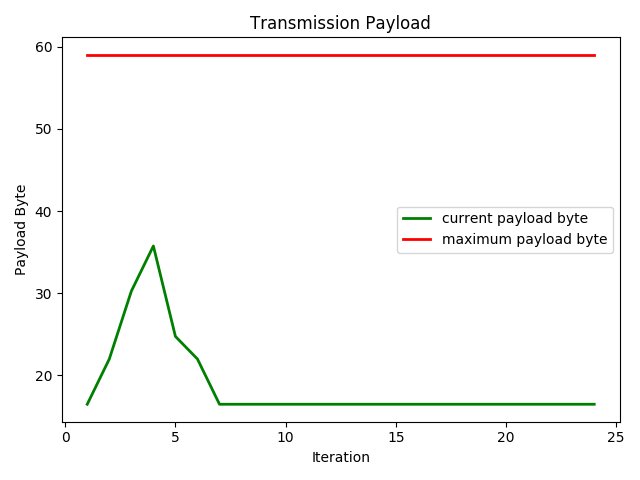 Transmission Payload
60
50
40
30
20
Payload Byte
current payload byte
maximum payload byte
0 5 10 15 20 25
Iteration